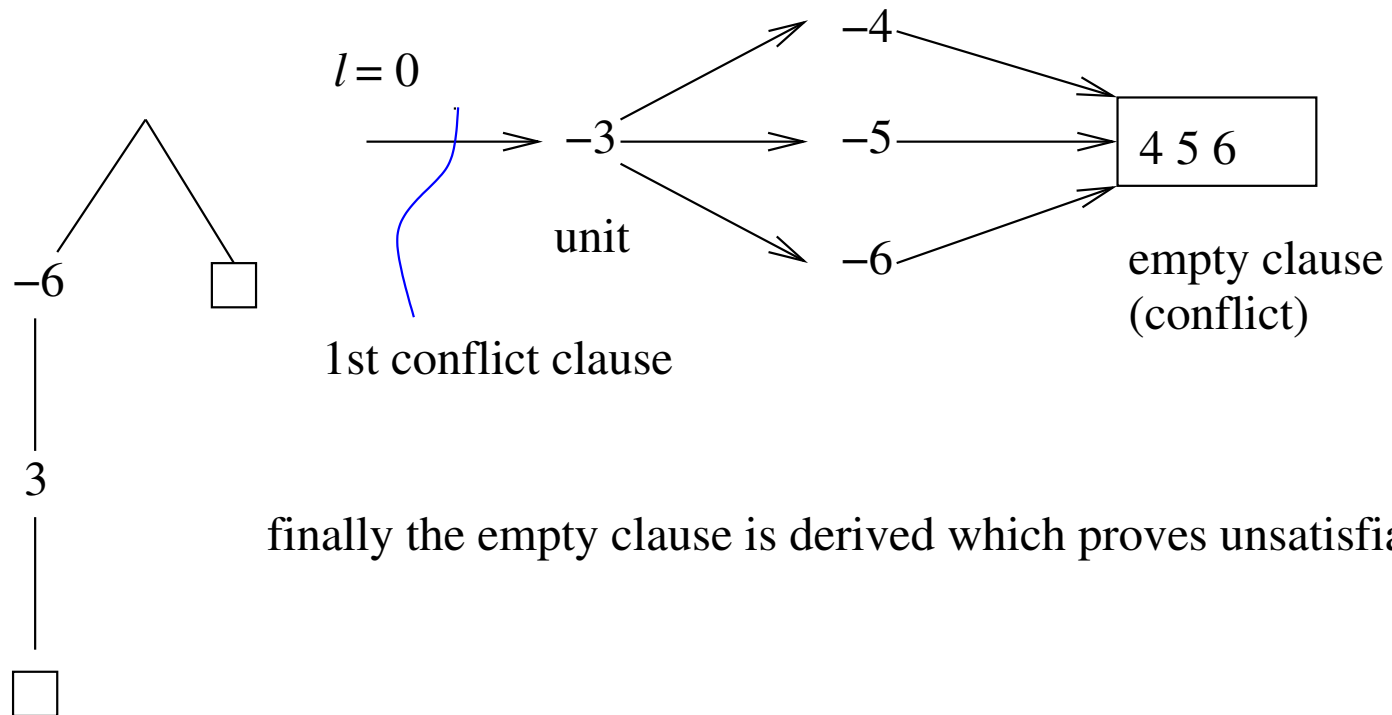 −4
l = 0
−3
−5
4 5 6
unit
−6
empty clause
(conflict)
−6
1st conflict clause
3
finally the empty clause is derived which proves